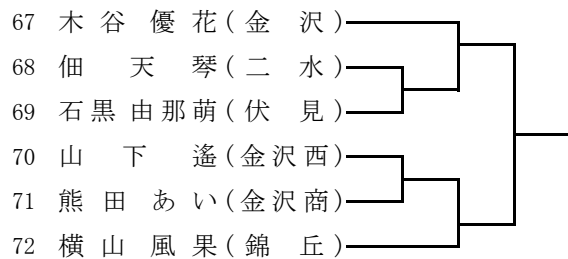 67 木谷 優花(金 沢)
68 佃 天琴(二 水)
69 石黒 由那萌(伏 見)
70 山下 遙(金沢西)
71 熊田 あい(金沢商)
72 横山 風果(錦 丘)